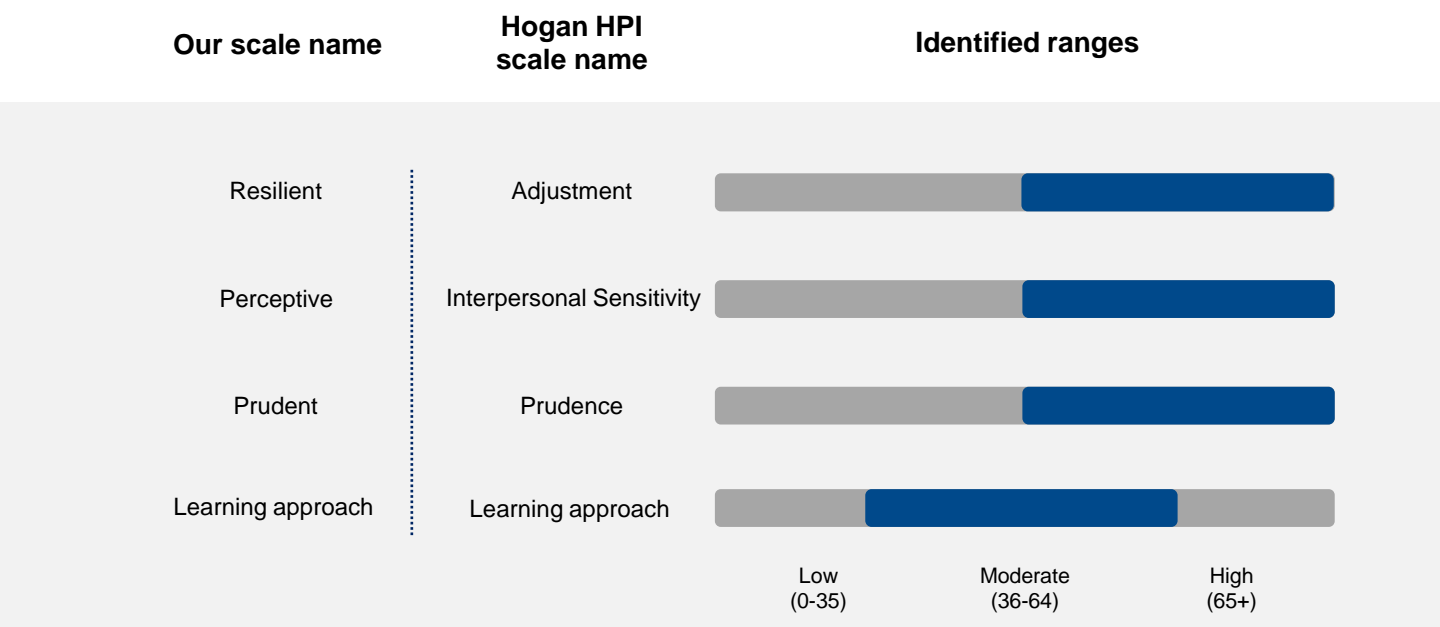 Our scale name
Hogan HPI
scale name
Identified ranges
Resilient
Adjustment
Perceptive
Interpersonal Sensitivity
Prudent
Prudence
Learning approach
Learning approach
Low
(0-35)
Moderate
(36-64)
High
(65+)